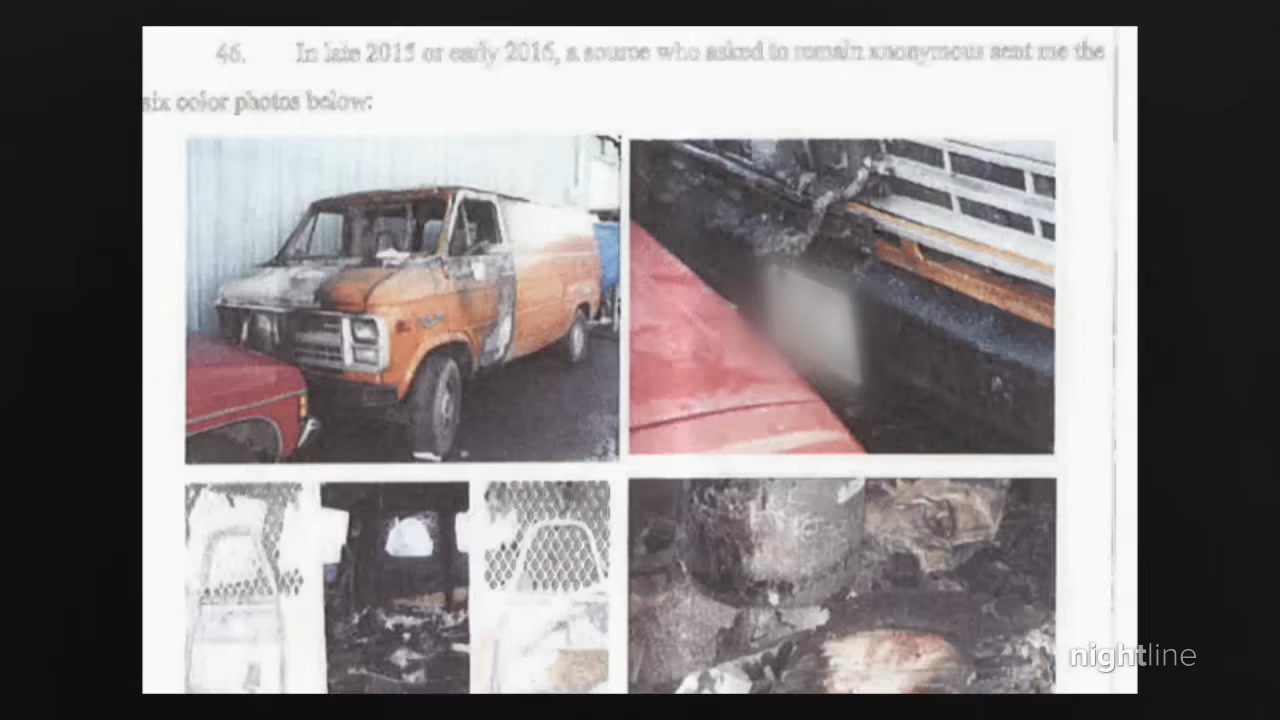 46. In late 2015 or early 2016, a source who asked to remain anonymous sent me the
six color photos below:
nightline